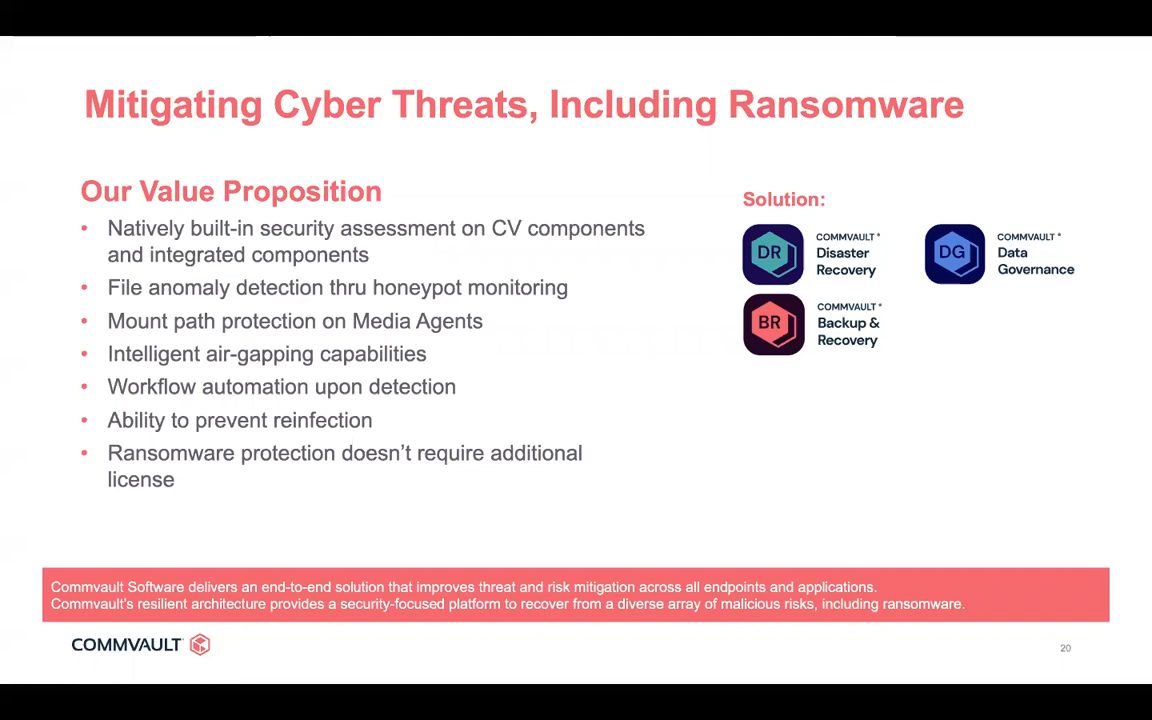 Mitigating Cyber Threats, Including Ransomware
Our Value Proposition
• Natively built-in security assessment on CV components
and integrated components
• File anomaly detection thru honeypot monitoring
• Mount path protection on Media Agents
• Intelligent air-gapping capabilities
• Workflow automation upon detection
• Ability to prevent reinfection
• Ransomware protection doesn’t require additional
license
Solution:
DR
COMMVAULT®
Disaster
Recovery
DG
COMMVAULT®
Data
Governance
BR
COMMVAULT®
Backup &
Recovery
Commvault Software delivers an end-to-end solution that improves threat and risk mitigation across all endpoints and applications.
Commvault’s resilient architecture provides a security-focused platform to recover from a diverse array of malicious risks, including ransomware.
COMMVAULT
20